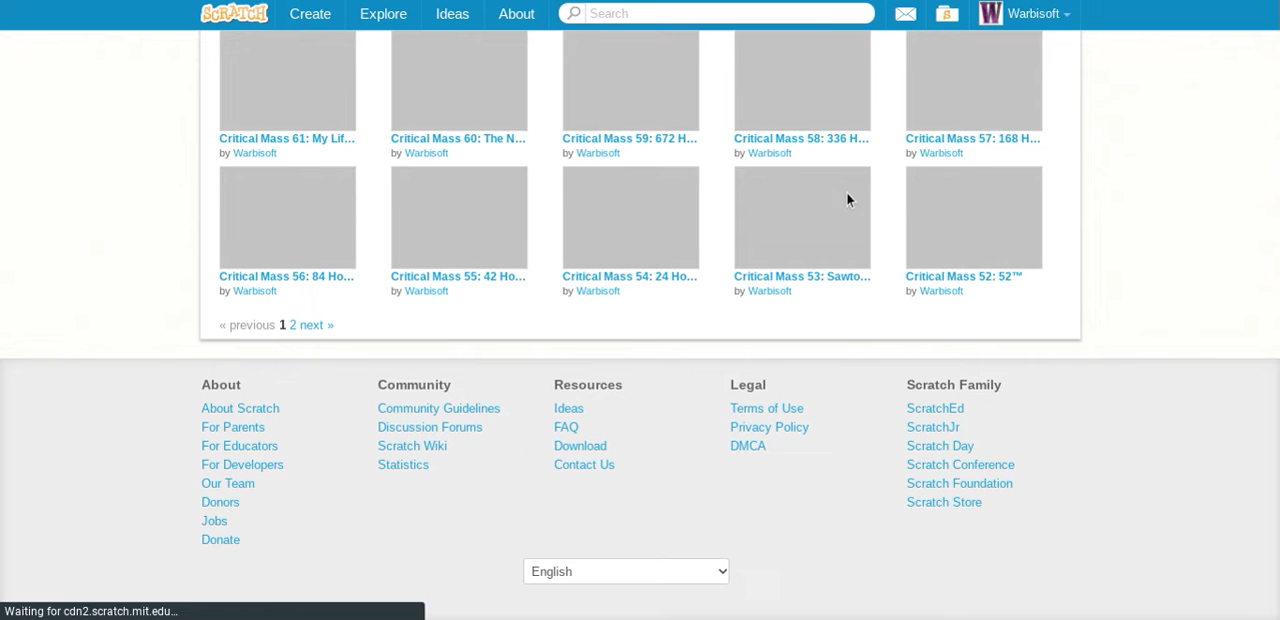 SCRATCH Create Explore Ideas About Search Warbisoft
Critical Mass 61: My Lif... Critical Mass 60: The N... Critical Mass 59: 672 H... Critical Mass 58: 336 H... Critical Mass 57: 168 H...
by Warbisoft by Warbisoft by Warbisoft by Warbisoft by Warbisoft
Critical Mass 56: 84 Ho... Critical Mass 55: 42 Ho... Critical Mass 54: 24 Ho... Critical Mass 53: Sawto... Critical Mass 52: 52™
by Warbisoft by Warbisoft by Warbisoft by Warbisoft by Warbisoft
« previous 1 2 next »
About Community Resources Legal Scratch Family
About Scratch Community Guidelines Ideas Terms of Use ScratchEd
For Parents Discussion Forums FAQ Privacy Policy ScratchJr
For Educators Scratch Wiki Download DMCA Scratch Day
For Developers Statistics Contact Us Scratch Conference
Our Team Scratch Foundation
Donors Scratch Store
Jobs
Donate
English
Waiting for cdn2.scratch.mit.edu...